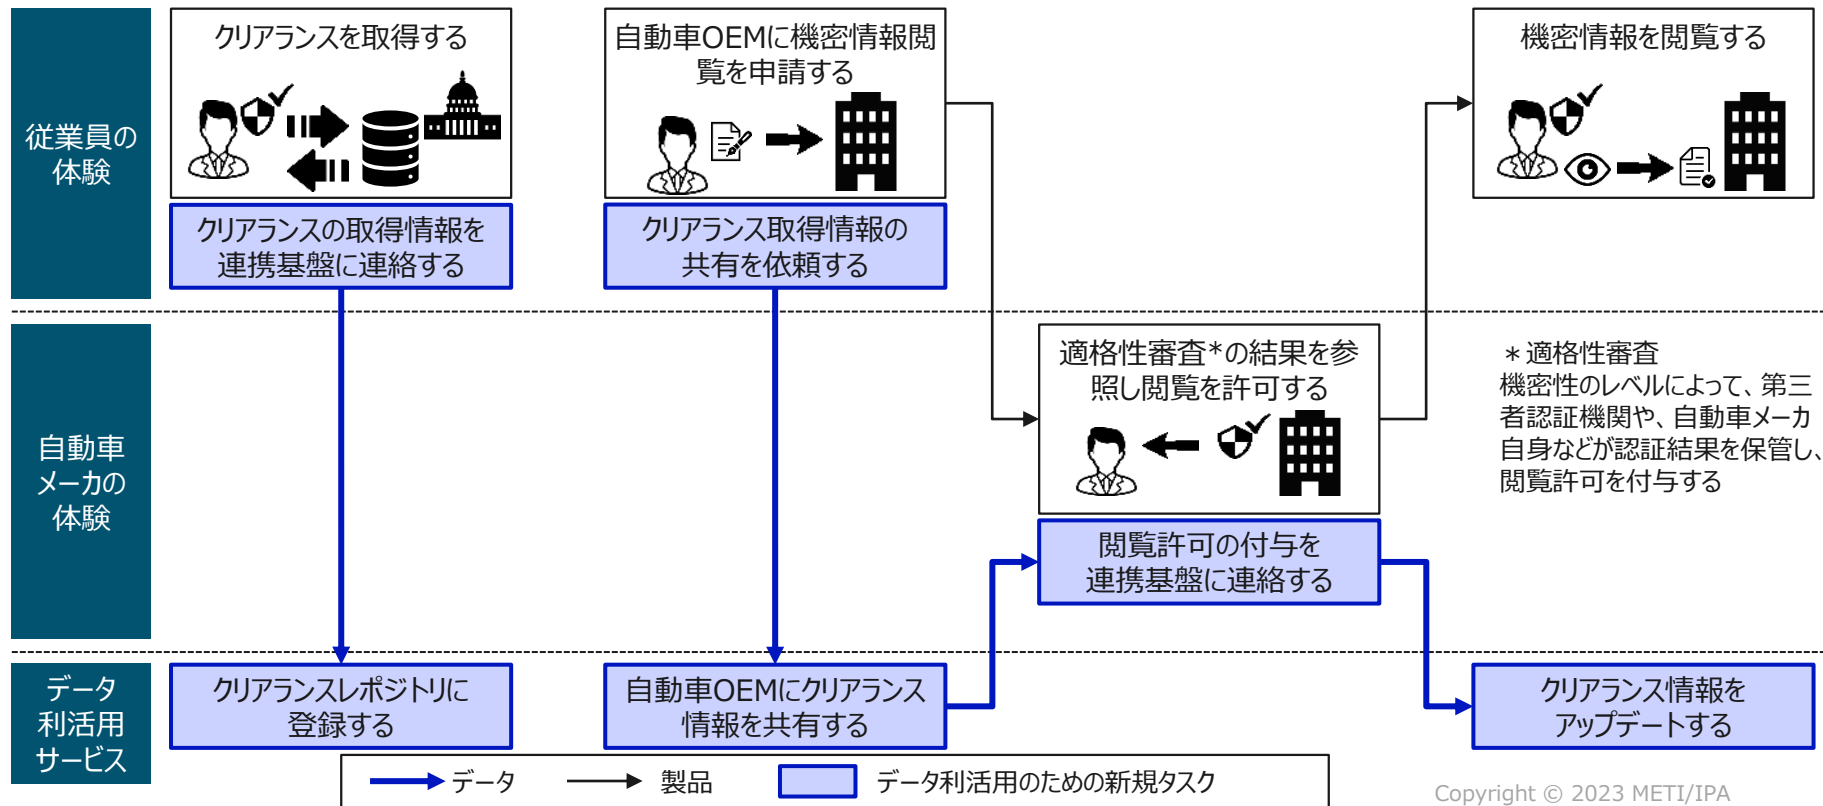 従業員の
体験
クリアランスを取得する
クリアランスの取得情報を
連携基盤に連絡する
自動車OEMに機密情報閲
覧を申請する
クリアランス取得情報の
共有を依頼する
機密情報を閲覧する
自動車
メーカの
体験
適格性審査*の結果を参
照し閲覧を許可する
閲覧許可の付与を
連携基盤に連絡する
＊適格性審査
機密性のレベルによって、第三
者認証機関や、自動車メーカ
自身などが認証結果を保管し、
閲覧許可を付与する
データ
利活用
サービス
クリアランスレポジトリに
登録する
自動車OEMにクリアランス
情報を共有する
クリアランス情報を
アップデートする
データ
製品
データ利活用のための新規タスク
Copyright © 2023 METI/IPA